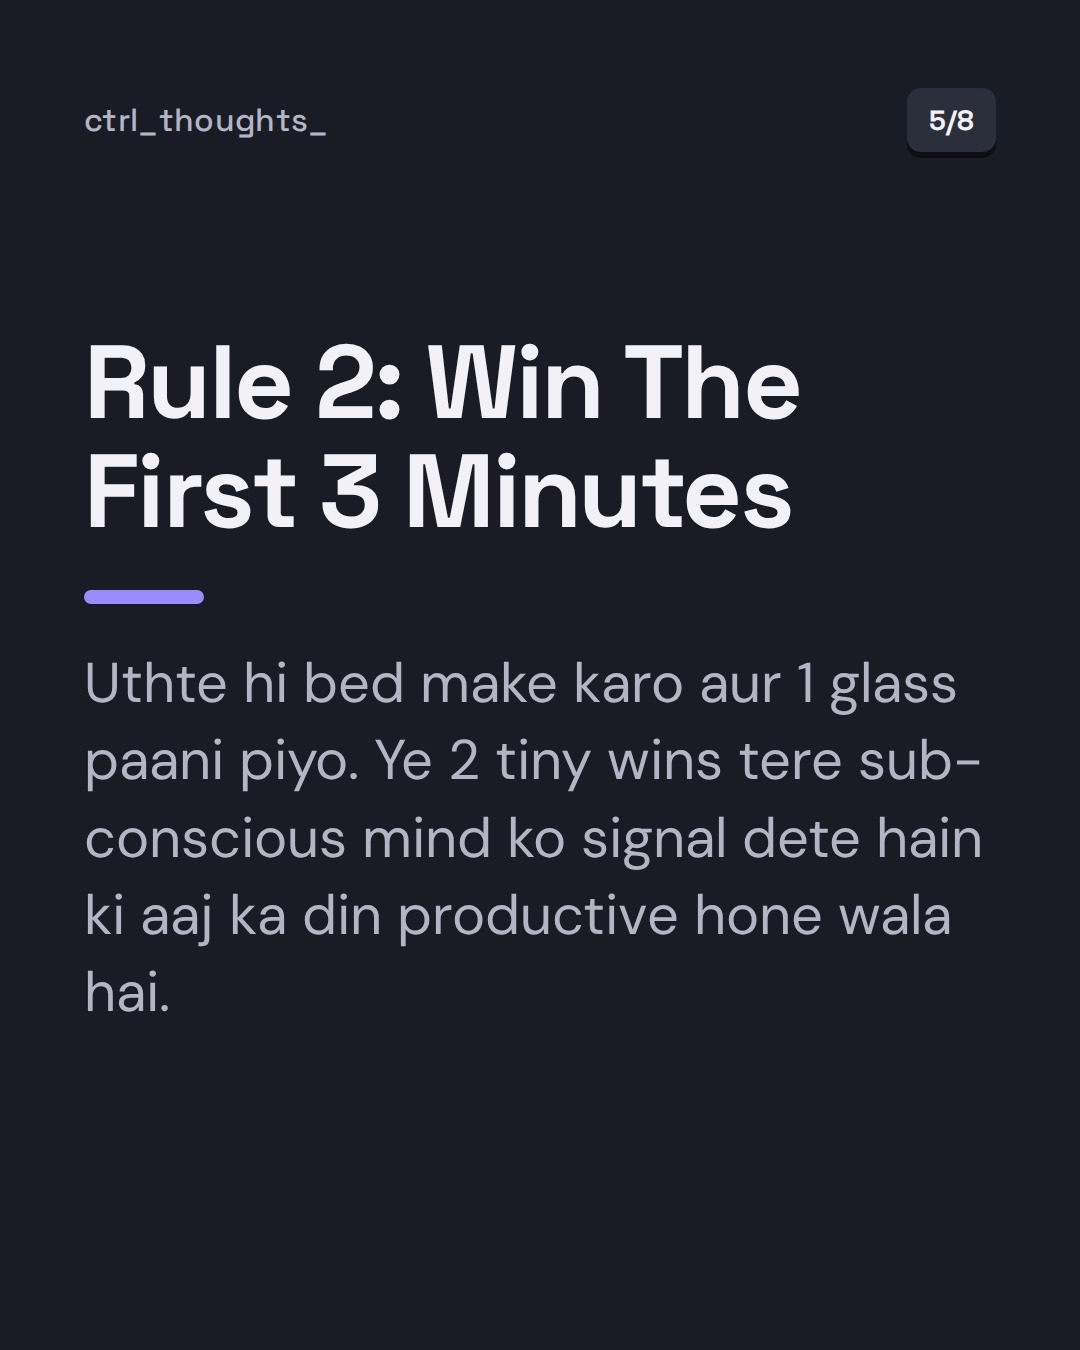 ctrl_thoughts_
5/8
Rule 2: Win The
First 3 Minutes
Uthte hi bed make karo aur 1 glass
paani piyo. Ye 2 tiny wins tere sub-
conscious mind ko signal dete hain
ki aaj ka din productive hone wala
hai.